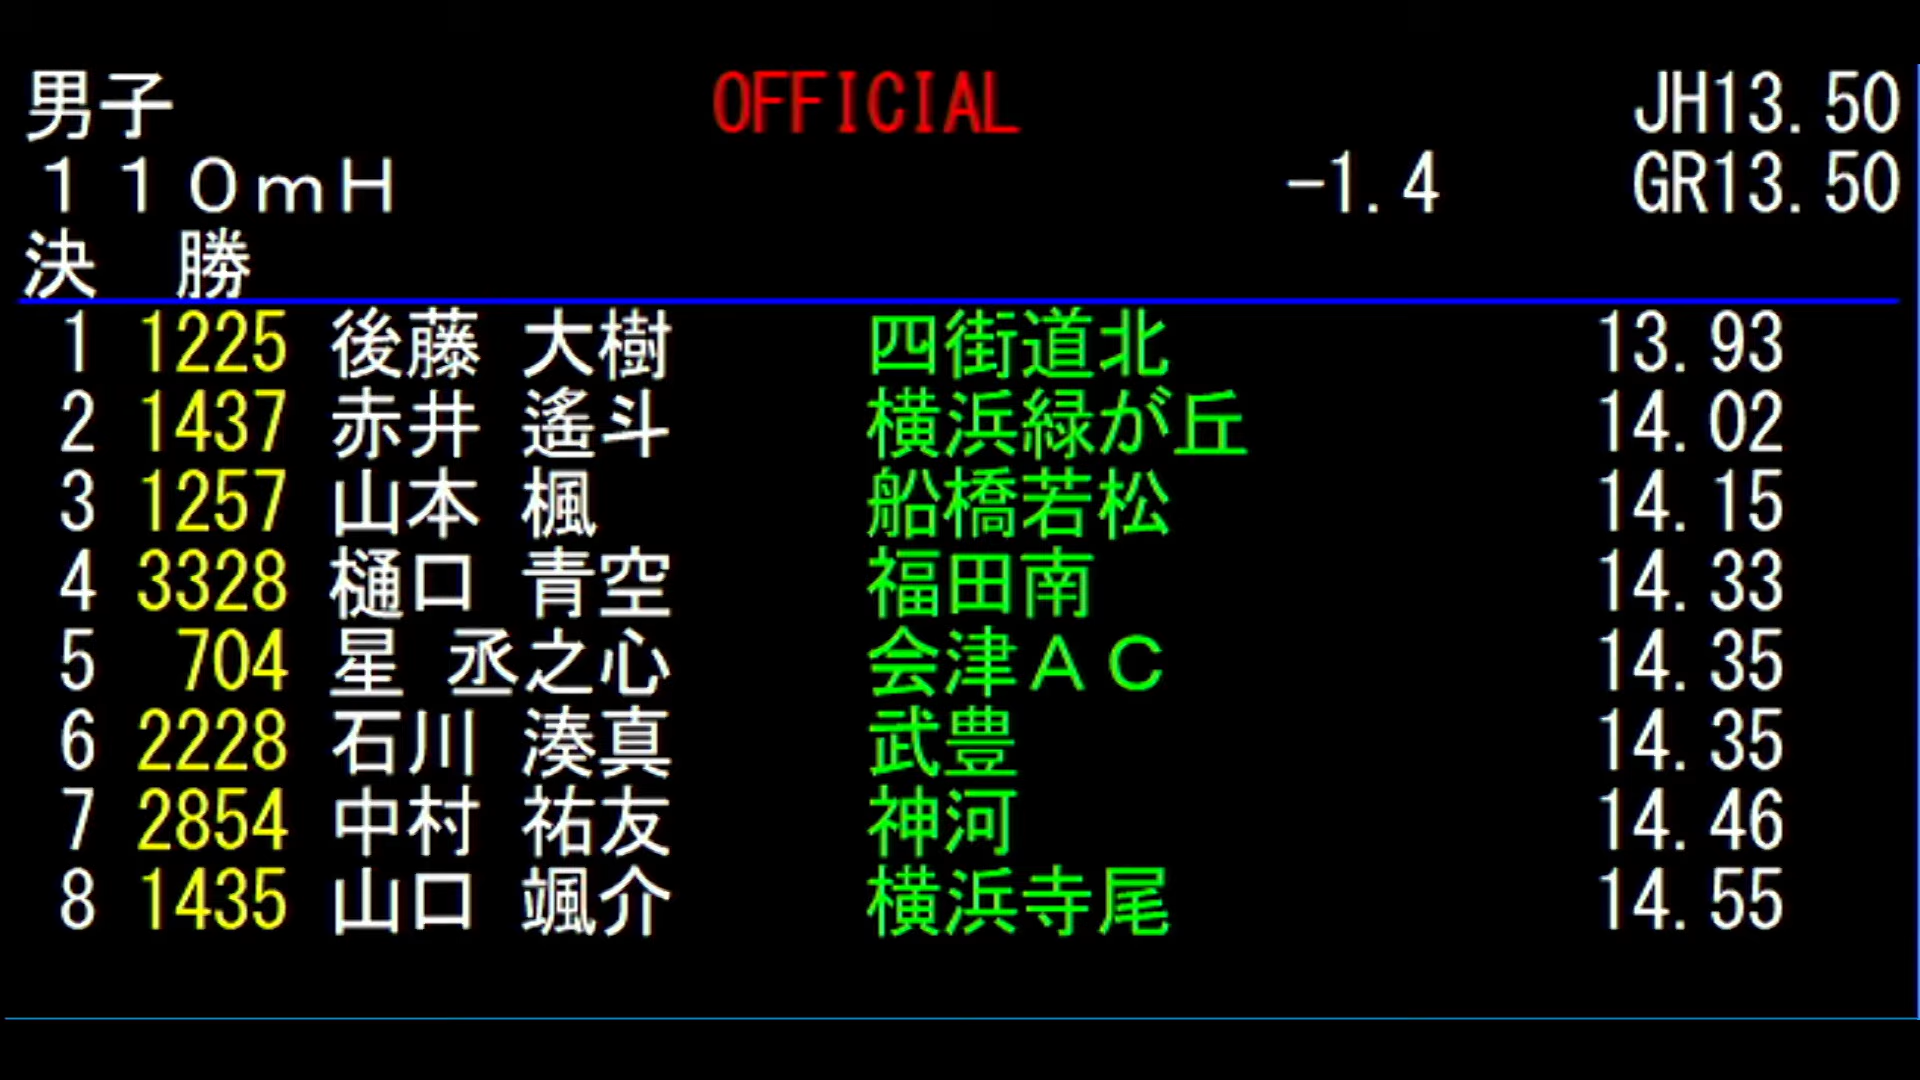 男子 OFFICIAL JH13.50
１１０ｍＨ -1.4 GR13.50
決　勝
1 1225 後藤 大樹 四街道北 13.93
2 1437 赤井 遙斗 横浜緑が丘 14.02
3 1257 山本 楓 船橋若松 14.15
4 3328 樋口 青空 福田南 14.33
5 704 星 丞之心 会津ＡＣ 14.35
6 2228 石川 湊真 武豊 14.35
7 2854 中村 祐友 神河 14.46
8 1435 山口 颯介 横浜寺尾 14.55